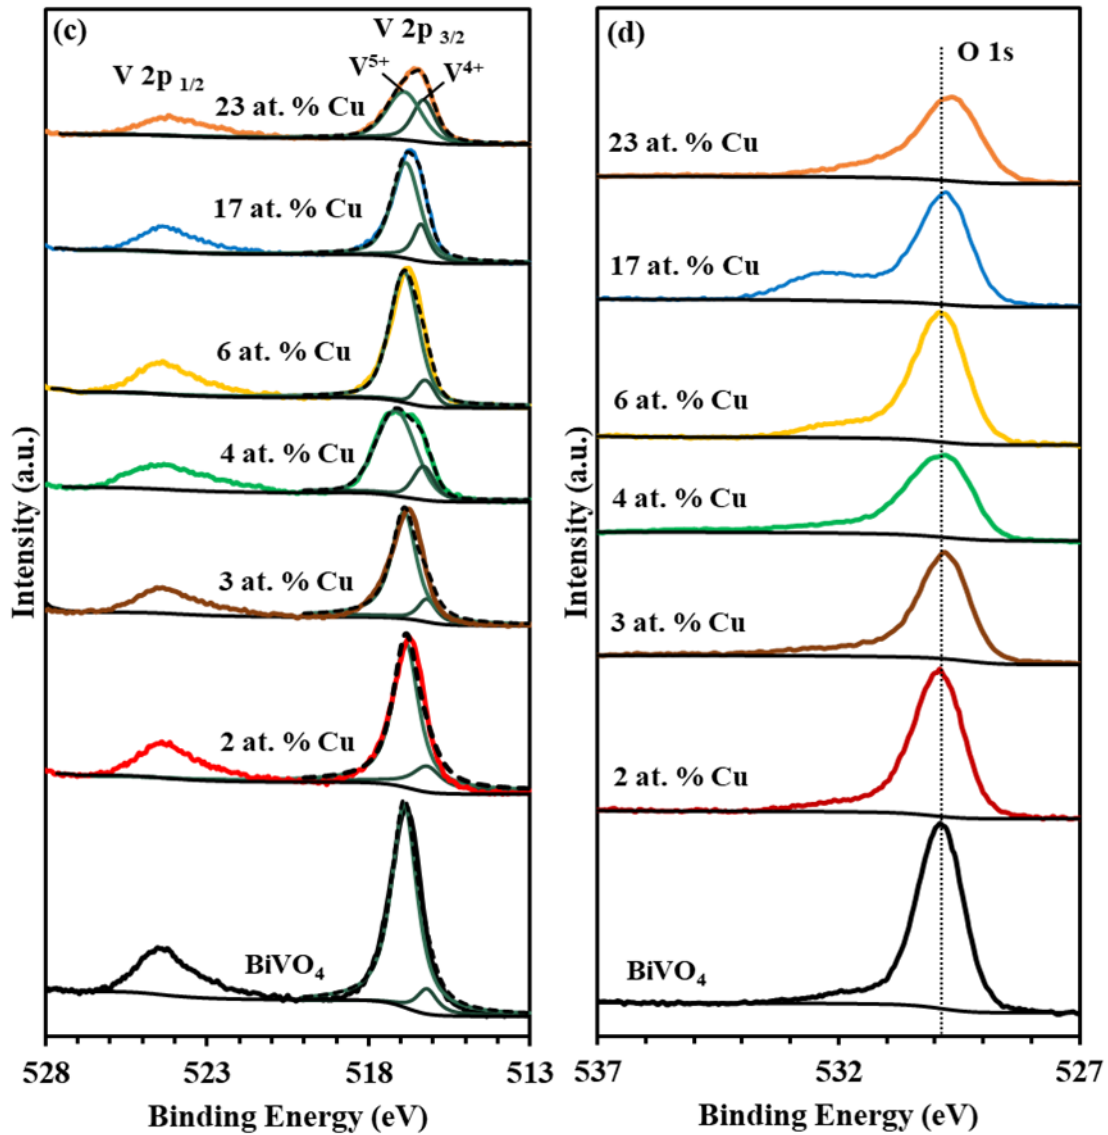 (c)
V 2p 3/2
V 2p 1/2
V5+
V4+
23 at. % Cu
17 at. % Cu
6 at. % Cu
4 at. % Cu
3 at. % Cu
2 at. % Cu
BiVO4
Intensity (a.u.)
528
523
518
513
Binding Energy (eV)
(d)
O 1s
23 at. % Cu
17 at. % Cu
6 at. % Cu
4 at. % Cu
3 at. % Cu
2 at. % Cu
BiVO4
Intensity (a.u.)
537
532
527
Binding Energy (eV)